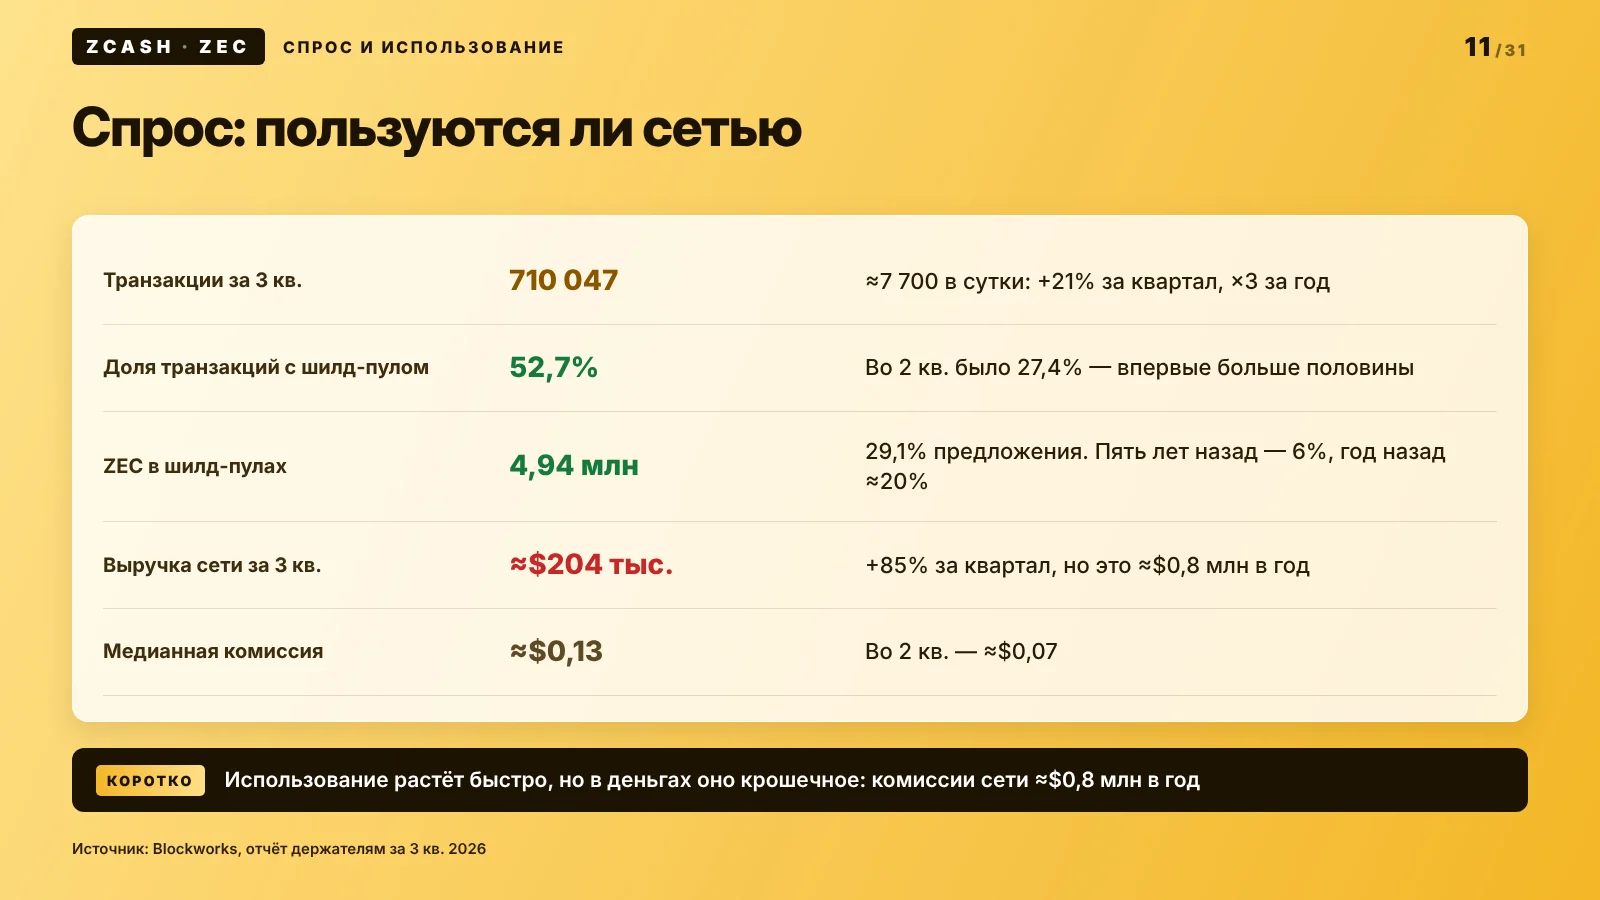 ZCASH · ZEC СПРОС И ИСПОЛЬЗОВАНИЕ 11/31
Спрос: пользуются ли сетью
Транзакции за 3 кв. 710 047 ≈7 700 в сутки: +21% за квартал, ×3 за год
Доля транзакций с шилд-пулом 52,7% Во 2 кв. было 27,4% — впервые больше половины
ZEC в шилд-пулах 4,94 млн 29,1% предложения. Пять лет назад — 6%, год назад
≈20%
Выручка сети за 3 кв. ≈$204 тыс. +85% за квартал, но это ≈$0,8 млн в год
Медианная комиссия ≈$0,13 Во 2 кв. — ≈$0,07
КОРОТКО Использование растёт быстро, но в деньгах оно крошечное: комиссии сети ≈$0,8 млн в год
Источник: Blockworks, отчёт держателям за 3 кв. 2026